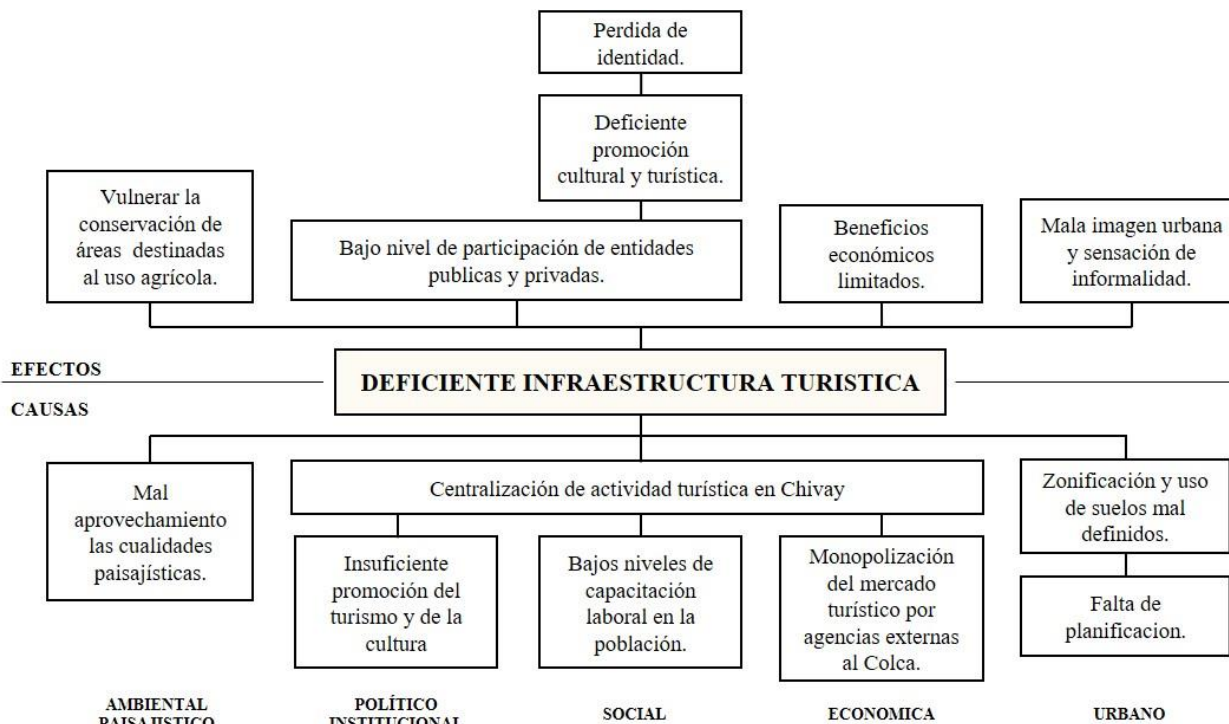 Perdida de
identidad.
Deficiente
promoción
cultural y turística.
Vulnerar la
conservación de
áreas destinadas
al uso agrícola.
Bajo nivel de participación de entidades
publicas y privadas.
Beneficios
económicos
limitados.
Mala imagen urbana
y sensación de
informalidad.
EFECTOS
DEFICIENTE INFRAESTRUCTURA TURISTICA
CAUSAS
Mal
aprovechamiento
las cualidades
paisajísticas.
Centralización de actividad turística en Chivay
Zonificación y uso
de suelos mal
definidos.
Insuficiente
promoción del
turismo y de la
cultura
Bajos niveles de
capacitación
laboral en la
población.
Monopolización
del mercado
turístico por
agencias externas
al Colca.
Falta de
planificacion.
AMBIENTAL
PAISAJISTICO
POLÍTICO
INSTITUCIONAL
SOCIAL
ECONOMICA
URBANO